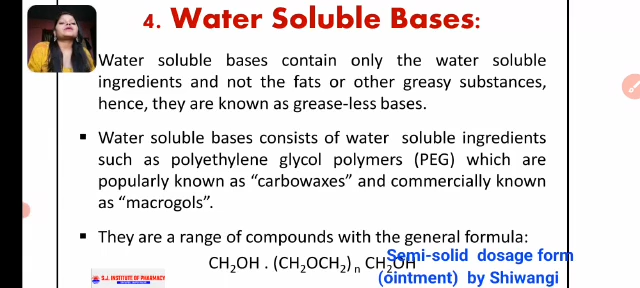 4. Water Soluble Bases:
Water soluble bases contain only the water soluble
ingredients and not the fats or other greasy substances,
hence, they are known as grease-less bases.
▪ Water soluble bases consists of water soluble ingredients
such as polyethylene glycol polymers (PEG) which are
popularly known as “carbowaxes” and commercially known
as “macrogols”.
▪ They are a range of compounds with the general formula:
CH₂OH . (CH₂OCH₂)ₙ CH₂OH
Semi-solid dosage form
(ointment) by Shiwangi
S.J. INSTITUTE OF PHARMACY